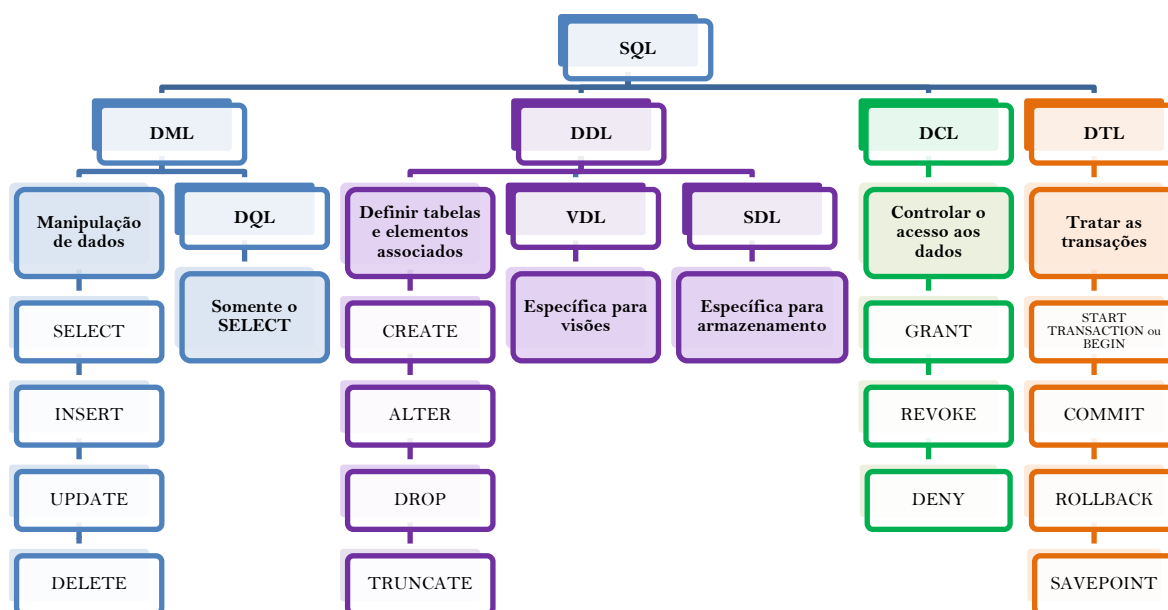 SQL
DML
DDL
DCL
DTL
Manipulação
de dados
DQL
Definir tabelas
e elementos
associados
VDL
SDL
Controlar o
acesso aos
dados
Tratar as
transações
SELECT
Somente o
SELECT
CREATE
Específica para
visões
Específica para
armazenamento
GRANT
START
TRANSACTION ou
BEGIN
INSERT
ALTER
REVOKE
COMMIT
UPDATE
DROP
DENY
ROLLBACK
DELETE
TRUNCATE
SAVEPOINT